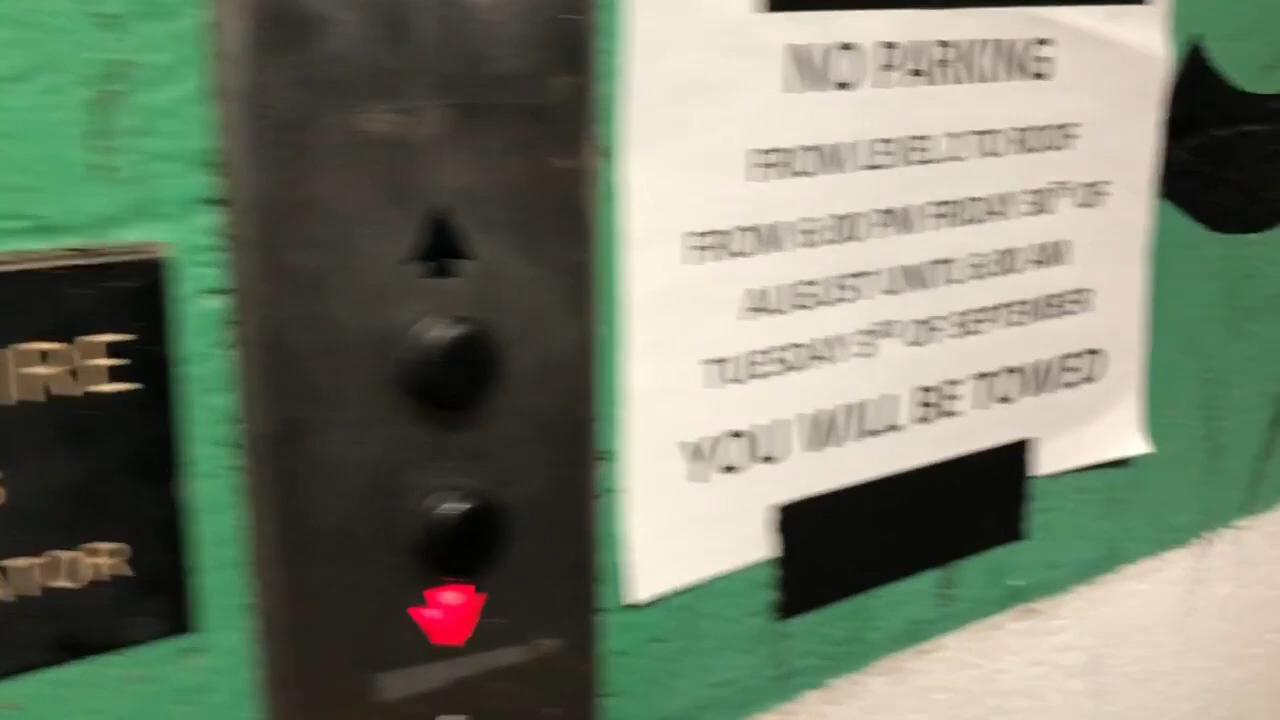 RE
NO PARKING
FROM LEVEL 2 TO ROOF
FROM 6:00 PM FRIDAY 30TH OF
AUGUST UNTIL 6:00 AM
TUESDAY 3RD OF SEPTEMBER
YOU WILL BE TOWED